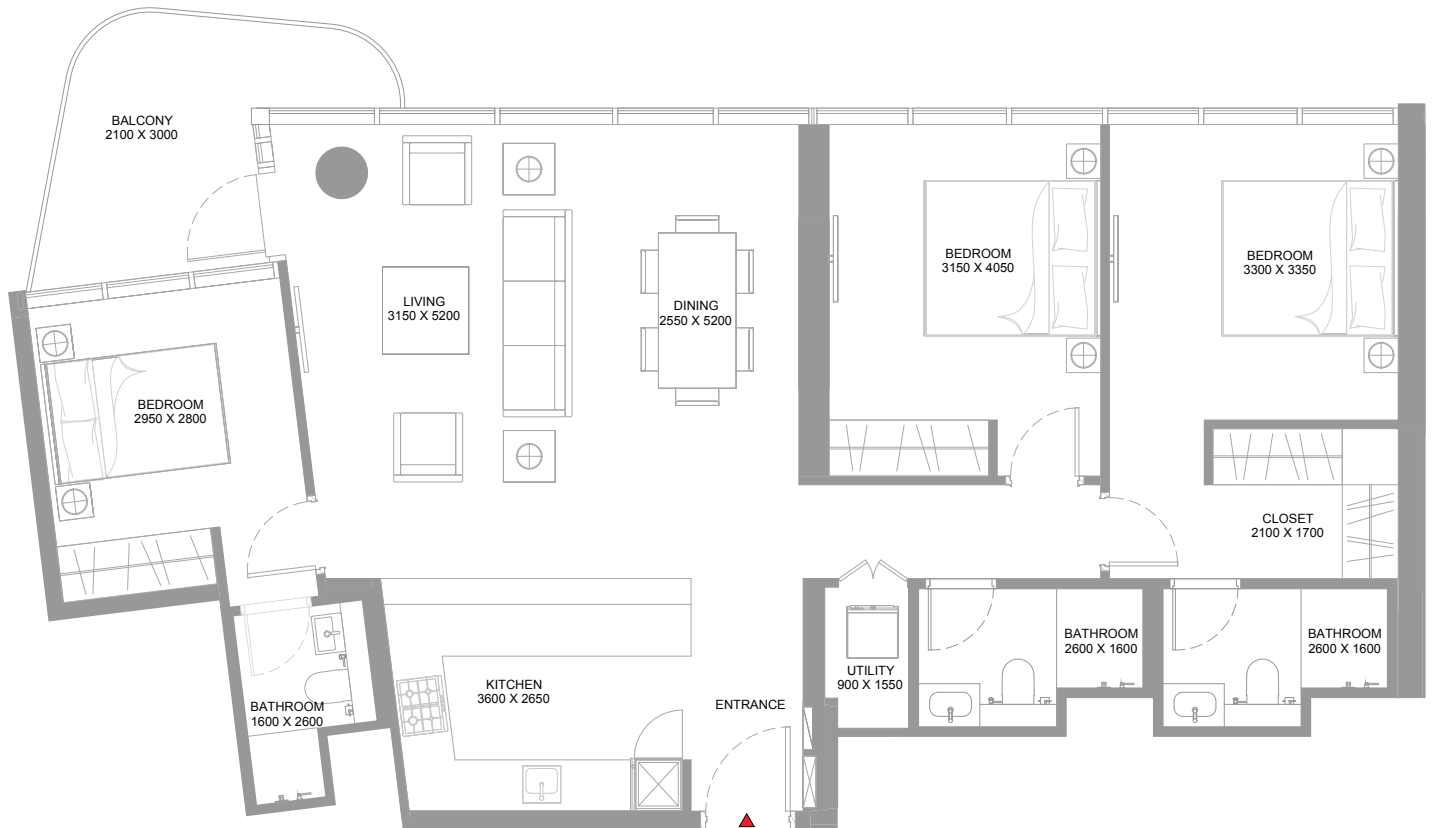 BALCONY
2100 X 3000
BEDROOM
3150 X 4050
BEDROOM
3300 X 3350
LIVING
3150 X 5200
DINING
2550 X 5200
BEDROOM
2950 X 2800
CLOSET
2100 X 1700
BATHROOM
2600 X 1600
BATHROOM
2600 X 1600
UTILITY
900 X 1550
KITCHEN
3600 X 2650
ENTRANCE
BATHROOM
1600 X 2600